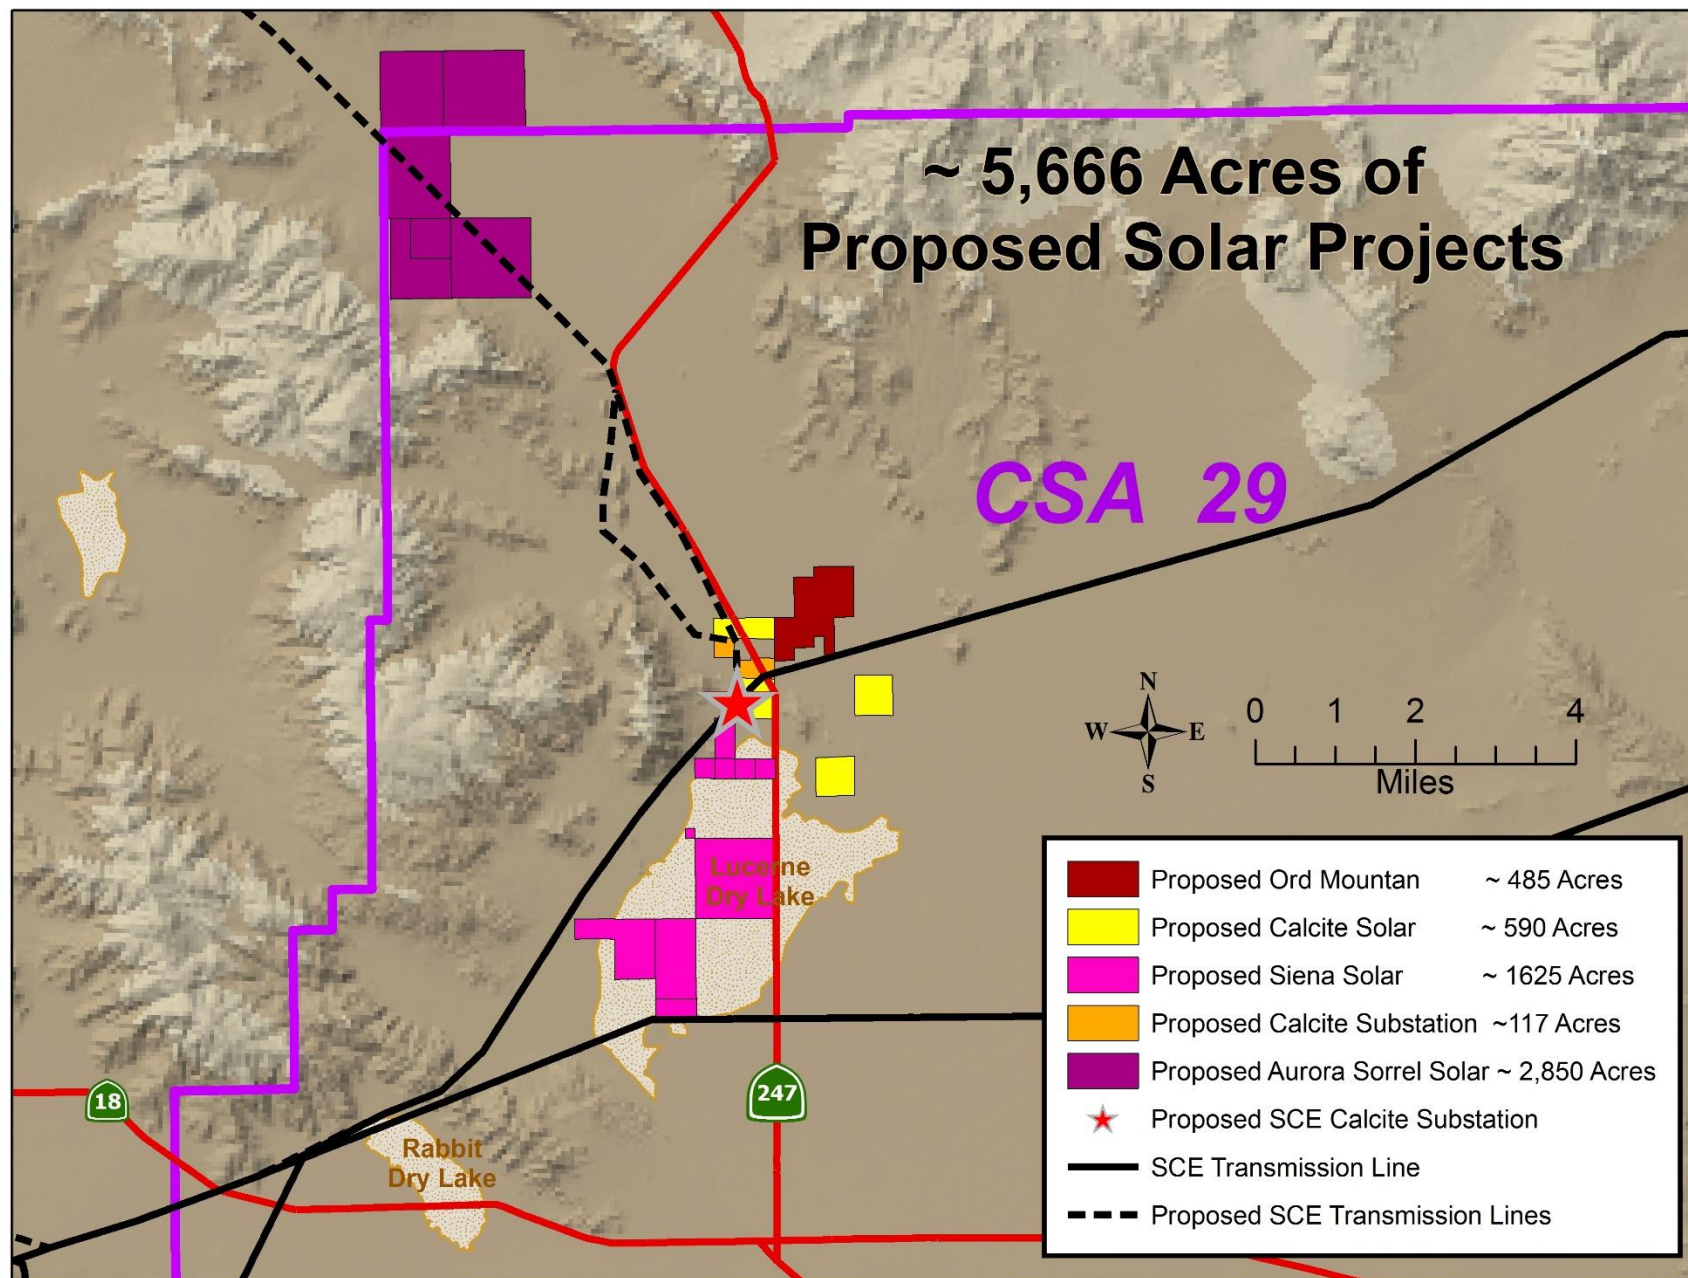 ~ 5,666 Acres of
Proposed Solar Projects
CSA 29
N
W E
S
0 1 2 4
Miles
Lucerne
Dry Lake
Rabbit
Dry Lake
18
247
Proposed Ord Mountan ~ 485 Acres
Proposed Calcite Solar ~ 590 Acres
Proposed Siena Solar ~ 1625 Acres
Proposed Calcite Substation ~117 Acres
Proposed Aurora Sorrel Solar ~ 2,850 Acres
Proposed SCE Calcite Substation
SCE Transmission Line
Proposed SCE Transmission Lines